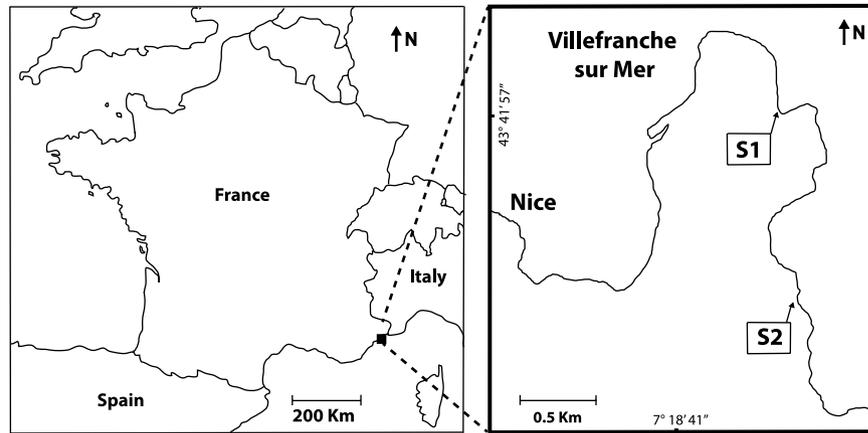 N
France
Italy
Spain
200 Km
N
Villefranche
sur Mer
43° 41’ 57”
S1
Nice
S2
0.5 Km
7° 18’ 41”